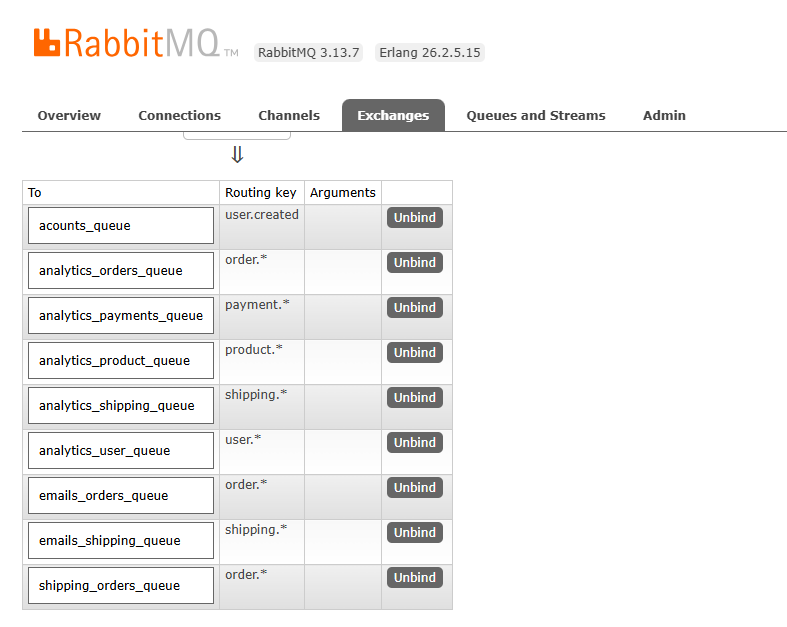 RabbitMQ TM RabbitMQ 3.13.7 Erlang 26.2.5.15
Overview Connections Channels Exchanges Queues and Streams Admin
⇓
To Routing key Arguments
acounts_queue user.created Unbind
analytics_orders_queue order.* Unbind
analytics_payments_queue payment.* Unbind
analytics_product_queue product.* Unbind
analytics_shipping_queue shipping.* Unbind
analytics_user_queue user.* Unbind
emails_orders_queue order.* Unbind
emails_shipping_queue shipping.* Unbind
shipping_orders_queue order.* Unbind